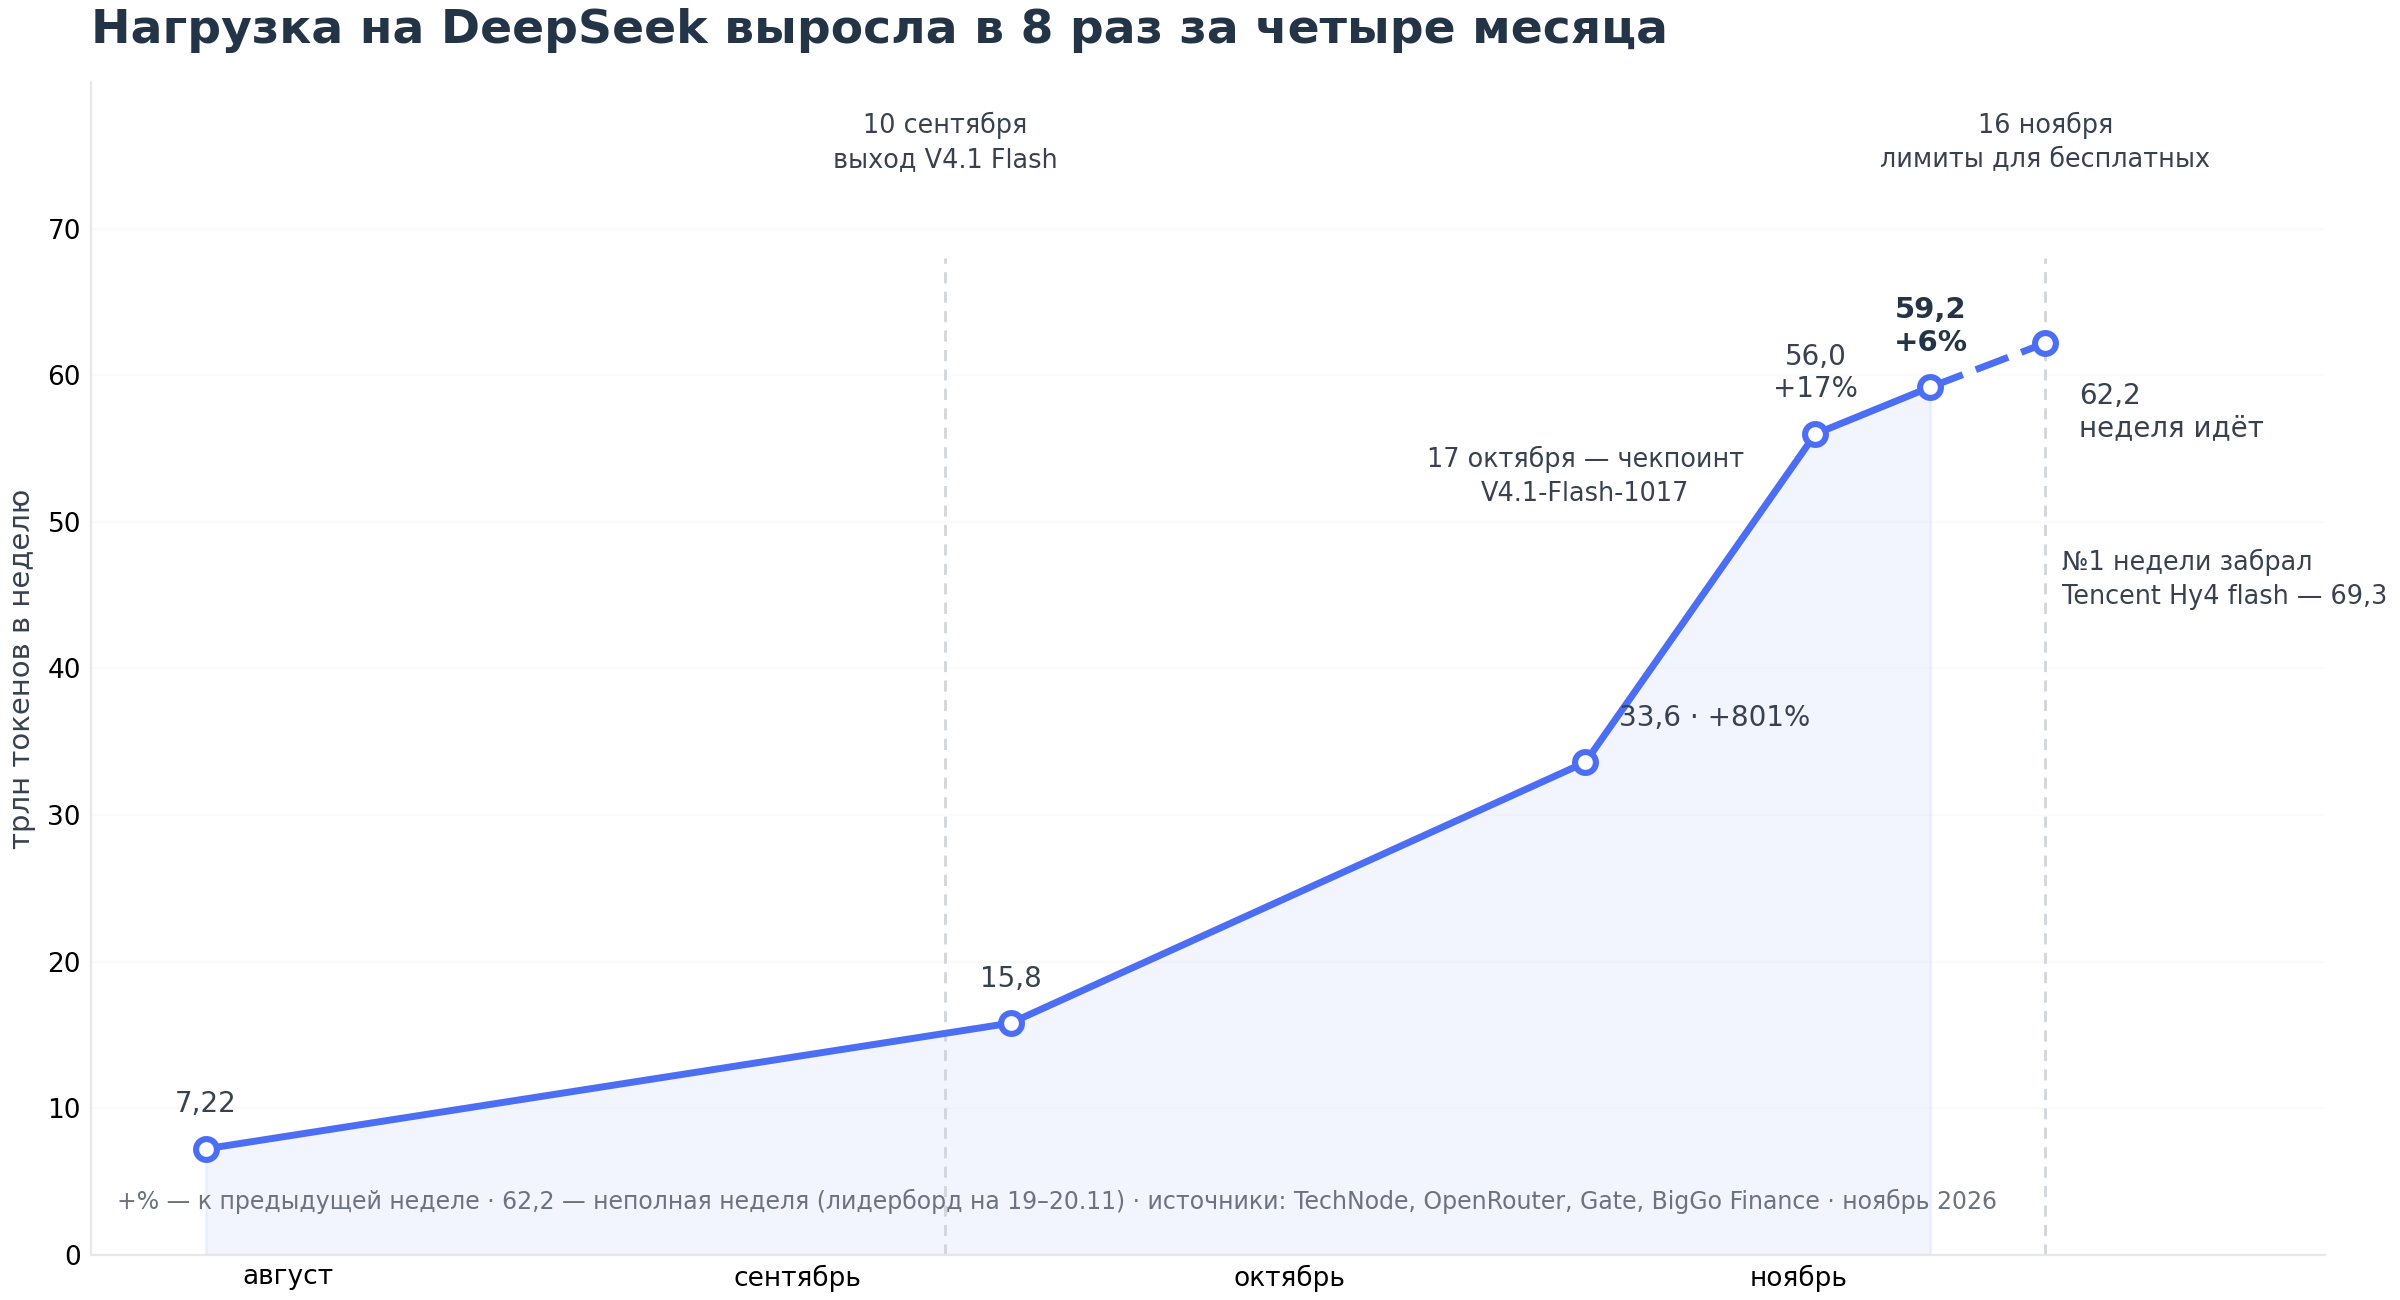 Нагрузка на DeepSeek выросла в 8 раз за четыре месяца
10 сентября
выход V4.1 Flash
16 ноября
лимиты для бесплатных
трлн токенов в неделю
70
60
50
40
30
20
10
0
7,22
15,8
33,6 · +801%
17 октября — чекпоинт
V4.1-Flash-1017
56,0
+17%
59,2
+6%
62,2
неделя идёт
№1 недели забрал
Tencent Hy4 flash — 69,3
+% — к предыдущей неделе · 62,2 — неполная неделя (лидерборд на 19–20.11) · источники: TechNode, OpenRouter, Gate, BigGo Finance · ноябрь 2026
август
сентябрь
октябрь
ноябрь